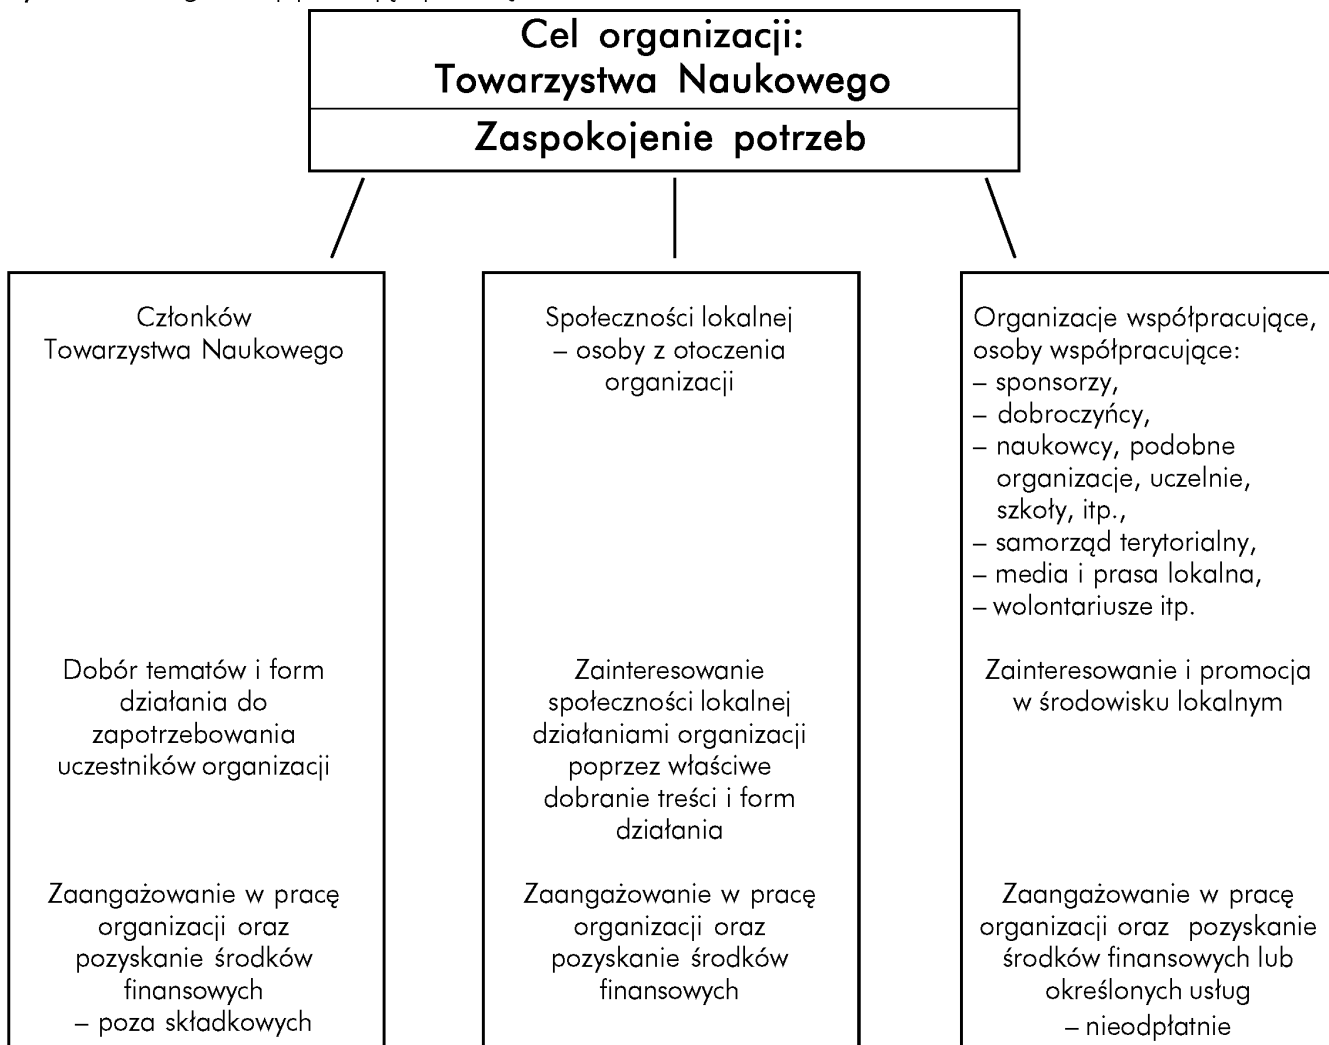 Cel organizacji:
Towarzystwa Naukowego
Zaspokojenie potrzeb
Członków
Towarzystwa Naukowego
Dobór tematów i form
działania do
zapotrzebowania
uczestników organizacji
Zaangażowanie w pracę
organizacji oraz
pozyskanie środków
finansowych
– poza składkowych
Społeczności lokalnej
– osoby z otoczenia
organizacji
Zainteresowanie
społeczności lokalnej
działaniami organizacji
poprzez właściwe
dobranie treści i form
działania
Zaangażowanie w pracę
organizacji oraz
pozyskanie środków
finansowych
Organizacje współpracujące,
osoby współpracujące:
– sponsorzy,
– dobroczyńcy,
– naukowcy, podobne
organizacje, uczelnie,
szkoły, itp.,
– samorząd terytorialny,
– media i prasa lokalna,
– wolontariusze itp.
Zainteresowanie i promocja
w środowisku lokalnym
Zaangażowanie w pracę
organizacji oraz pozyskanie
środków finansowych lub
określonych usług
– nieodpłatnie